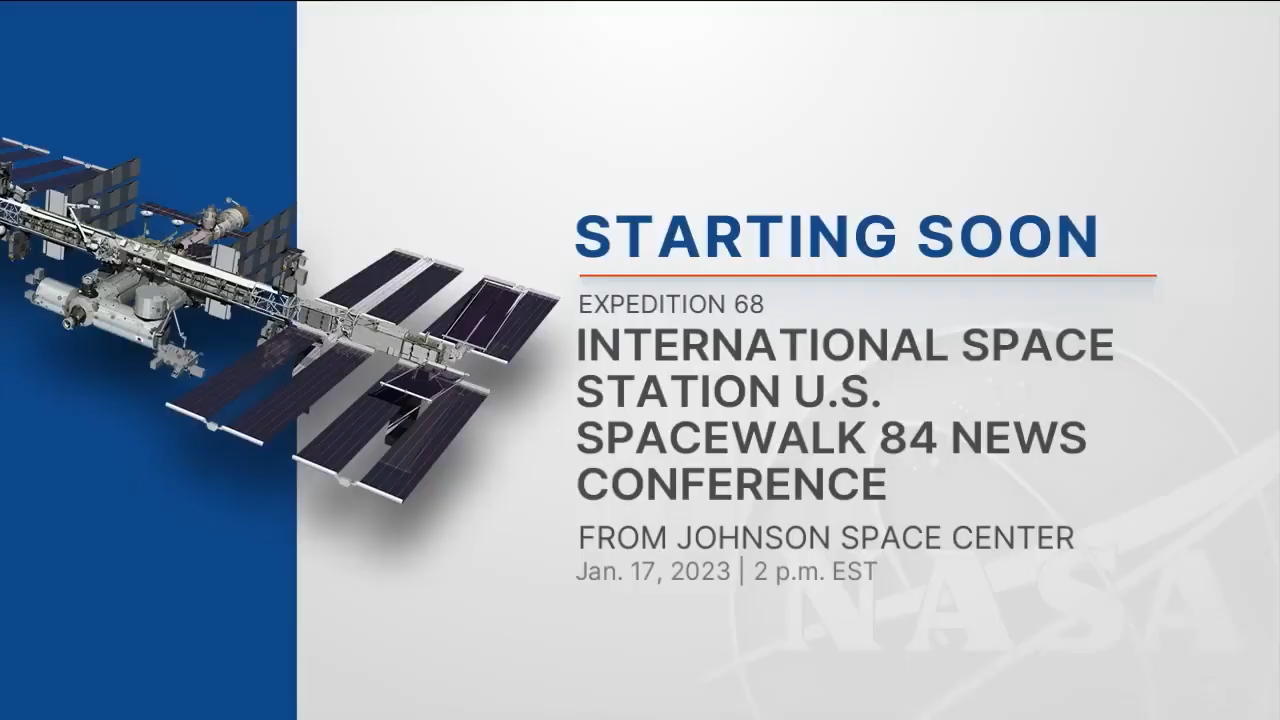 STARTING SOON
EXPEDITION 68
INTERNATIONAL SPACE
STATION U.S.
SPACEWALK 84 NEWS
CONFERENCE
FROM JOHNSON SPACE CENTER
Jan. 17, 2023 | 2 p.m. EST
NASA